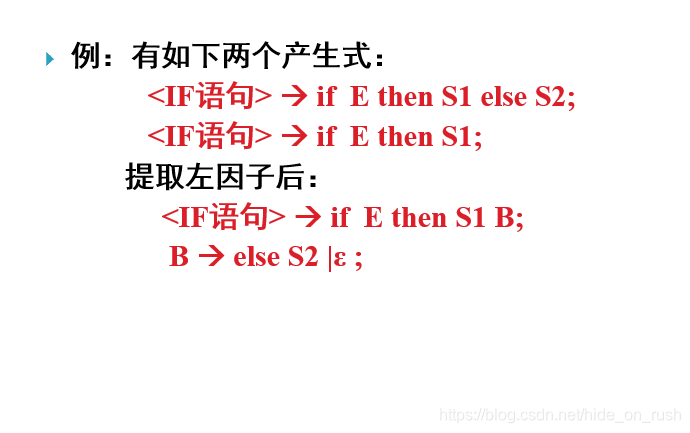 例：有如下两个产生式：
<IF语句> → if E then S1 else S2;
<IF语句> → if E then S1;
提取左因子后：
<IF语句> → if E then S1 B;
B → else S2 |ε ;
https://blog.csdn.net/hide_on_rush